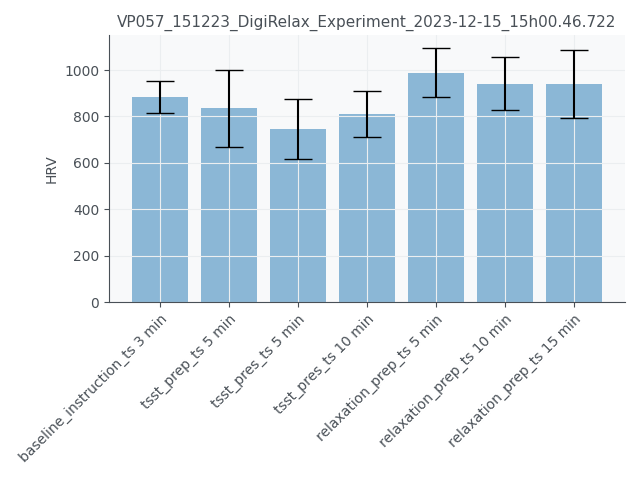 VP057_151223_DigiRelax_Experiment_2023-12-15_15h00.46.722
HRV
1000
800
600
400
200
0
baseline_instruction_ts 3 min
tsst_prep_ts 5 min
tsst_pres_ts 5 min
tsst_pres_ts 10 min
relaxation_prep_ts 5 min
relaxation_prep_ts 10 min
relaxation_prep_ts 15 min